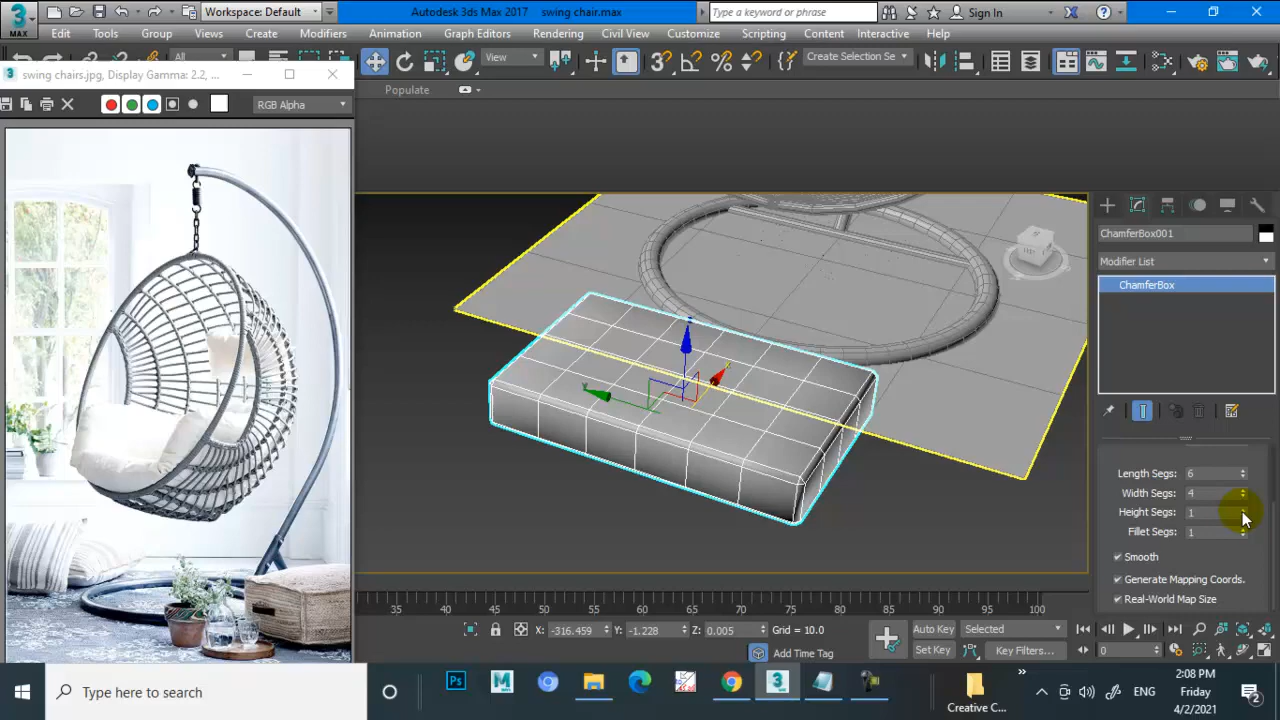 MAX
Workspace: Default
Autodesk 3ds Max 2017 swing chair.max
Type a keyword or phrase
Sign In
Edit Tools Group Views Create Modifiers Animation Graph Editors Rendering Civil View Customize Scripting Content Interactive Help
All
View
Create Selection Se
swing chairs.jpg, Display Gamma: 2.2, ...
RGB Alpha
Populate
ChamferBox001
Modifier List
ChamferBox
Length Segs: 6
Width Segs: 4
Height Segs: 1
Fillet Segs: 1
Smooth
Generate Mapping Coords.
Real-World Map Size
35 40 45 50 55 60 65 70 75 80 85 90 95 100
X: -316.459 Y: -1.228 Z: 0.005 Grid = 10.0
Add Time Tag
Auto Key Selected
Set Key Key Filters... 0
Type here to search
Creative C...
ENG
2:08 PM
Friday
4/2/2021
2